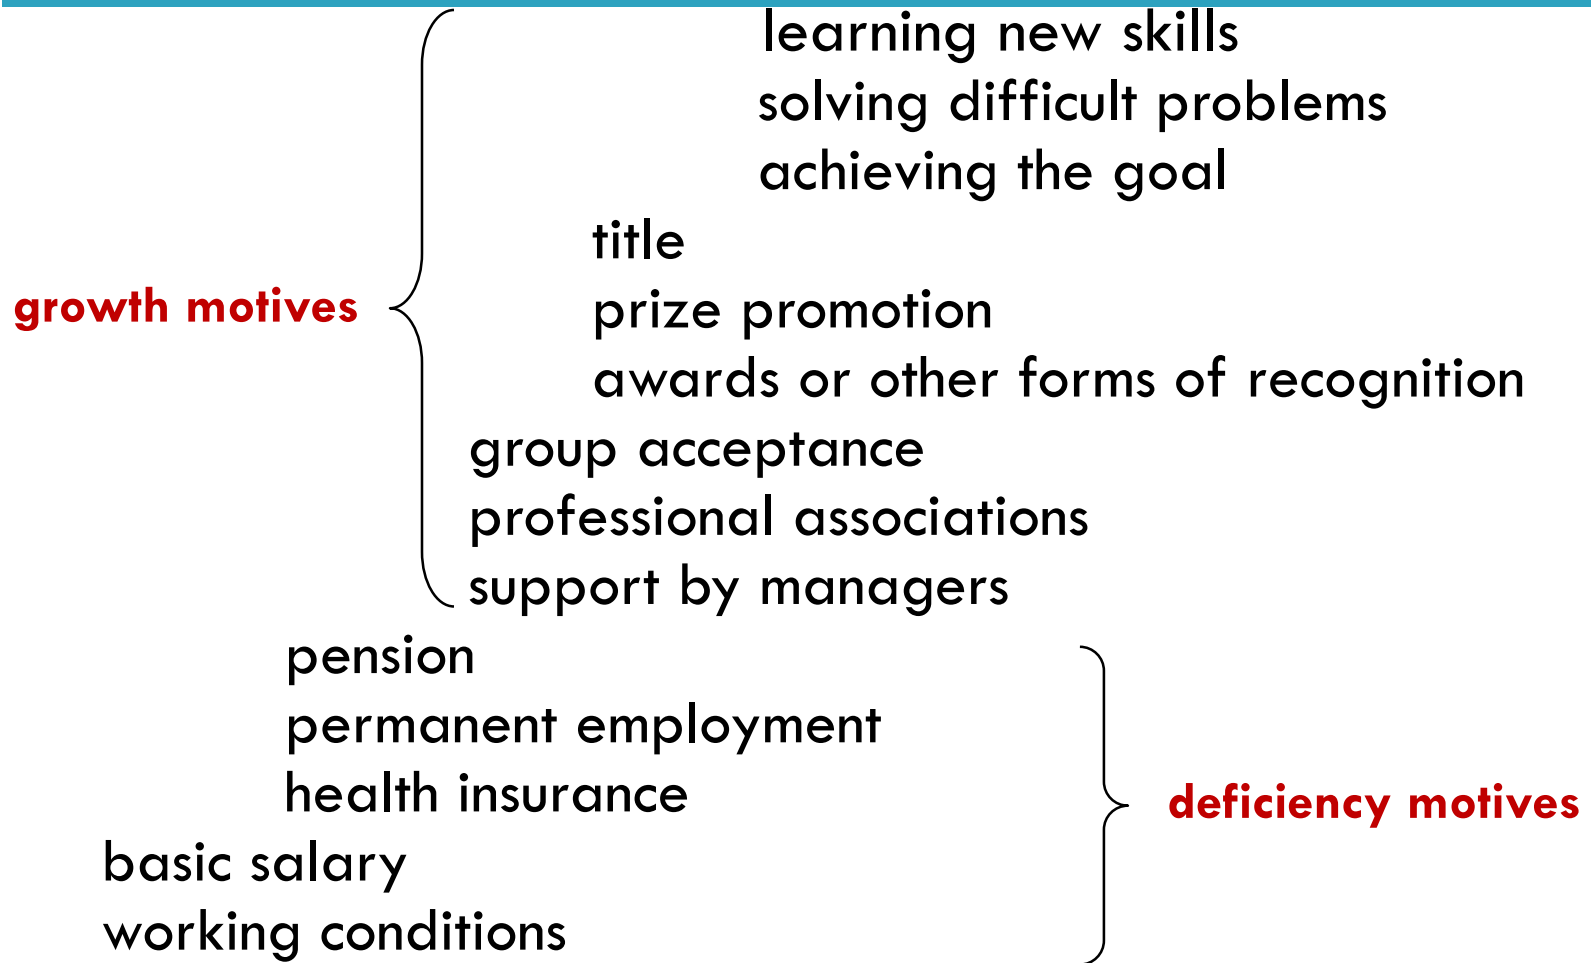 learning new skills
solving difficult problems
achieving the goal
title
growth motives
prize promotion
awards or other forms of recognition
group acceptance
professional associations
support by managers
pension
permanent employment
health insurance
deficiency motives
basic salary
working conditions